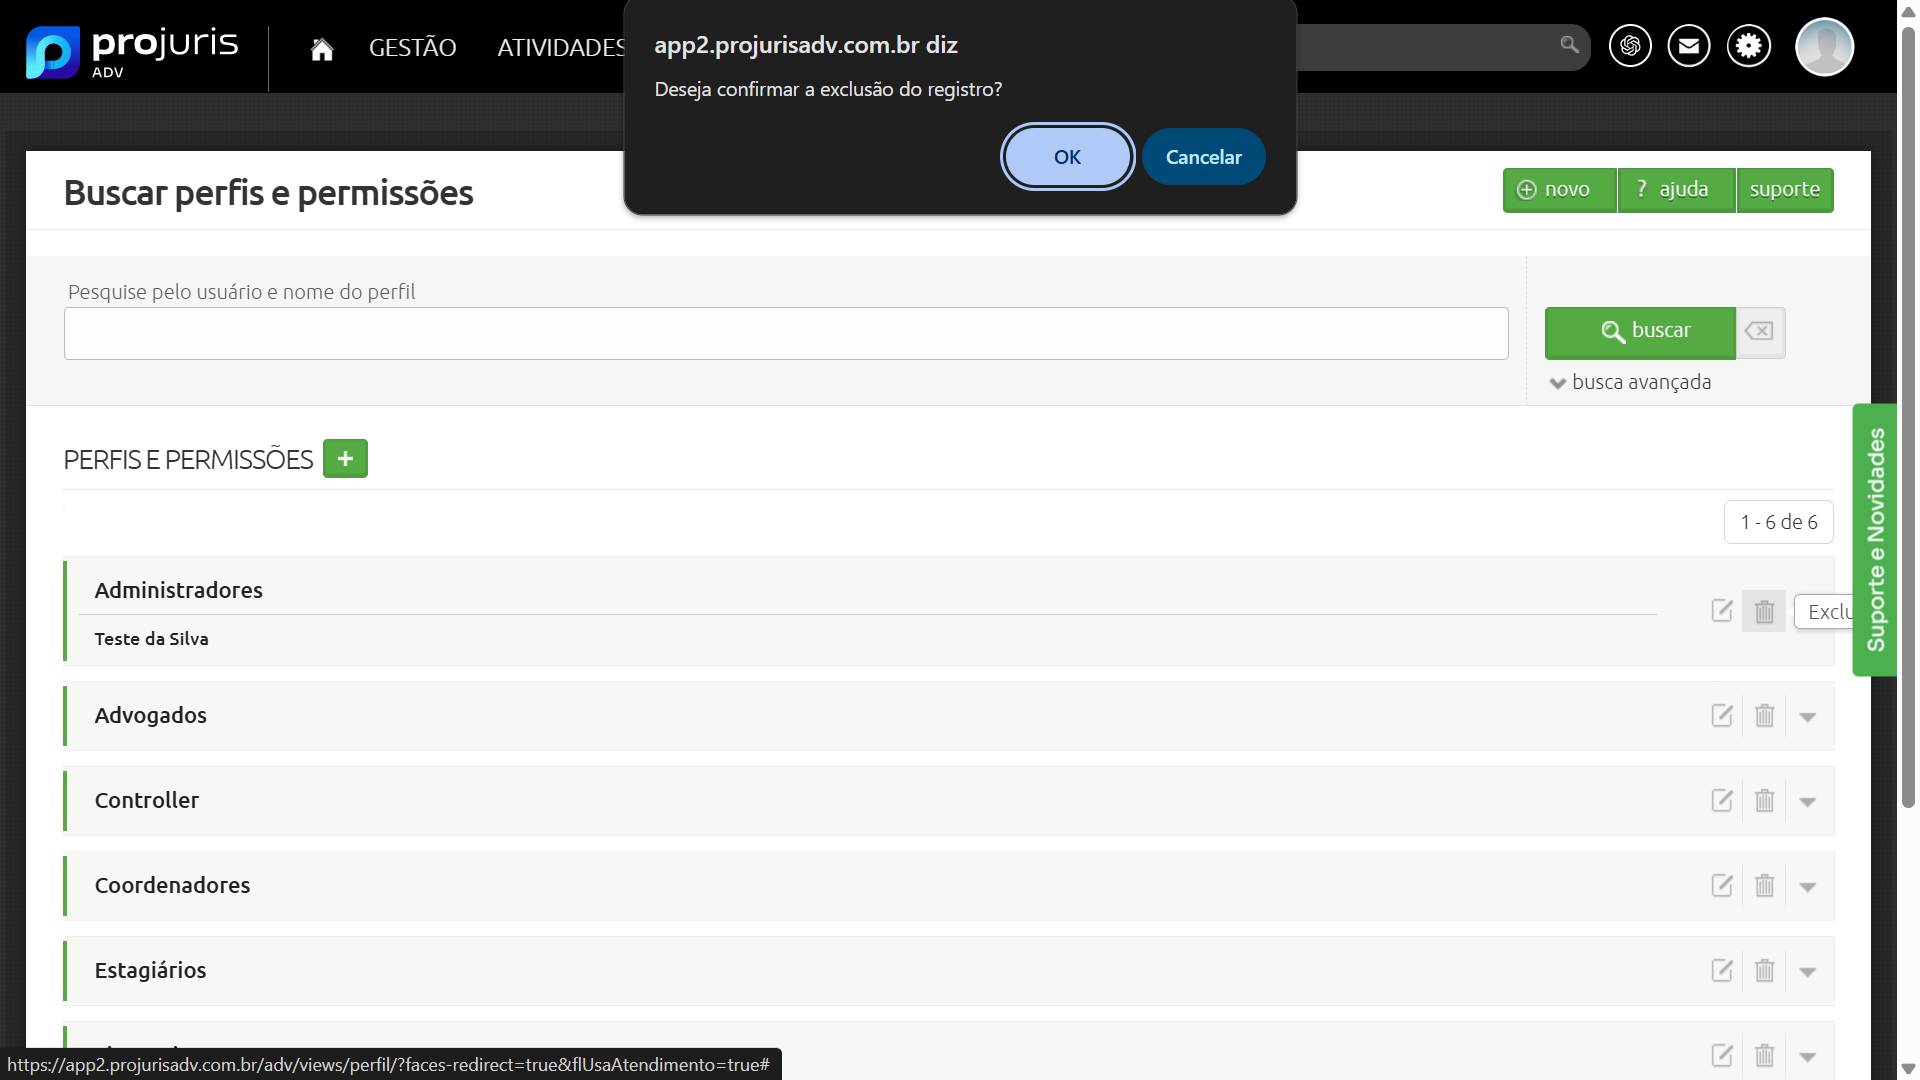 projuris
ADV
GESTÃO
ATIVIDADES
app2.projurisadv.com.br diz
Deseja confirmar a exclusão do registro?
OK
Cancelar
Buscar perfis e permissões
novo
? ajuda
suporte
Pesquise pelo usuário e nome do perfil
buscar
busca avançada
PERFIS E PERMISSÕES +
1 - 6 de 6
Administradores
Teste da Silva
Exclu
Suporte e Novidades
Advogados
Controller
Coordenadores
Estagiários
https://app2.projurisadv.com.br/adv/views/perfil/?faces-redirect=true&flUsaAtendimento=true#